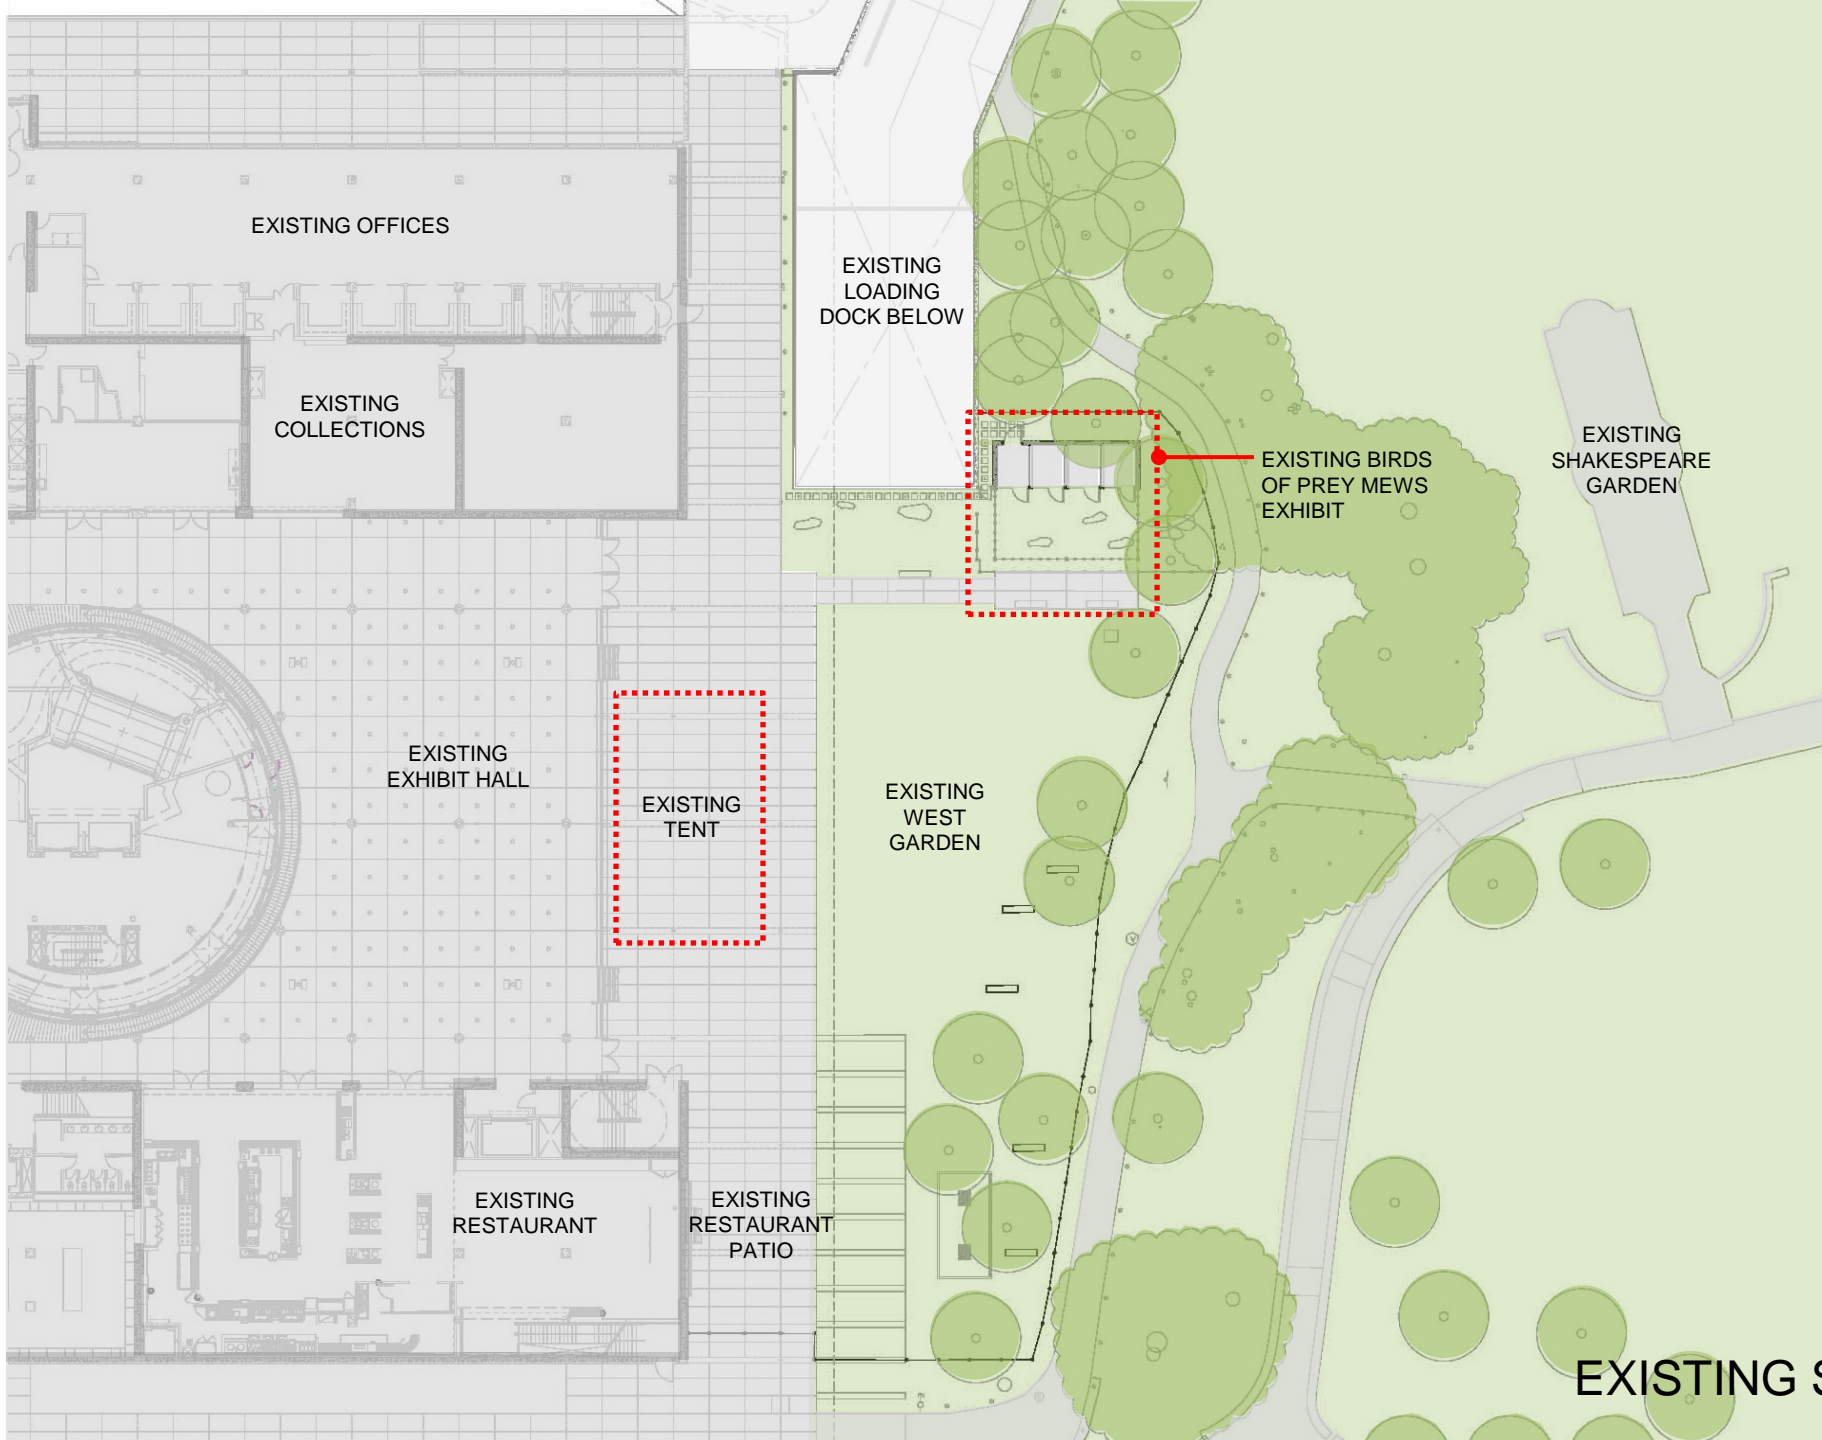 EXISTING OFFICES
EXISTING
LOADING
DOCK BELOW
EXISTING
COLLECTIONS
EXISTING BIRDS
OF PREY MEWS
EXHIBIT
EXISTING
SHAKESPEARE
GARDEN
EXISTING
EXHIBIT HALL
EXISTING
TENT
EXISTING
WEST
GARDEN
EXISTING
RESTAURANT
EXISTING
RESTAURANT
PATIO
EXISTING S